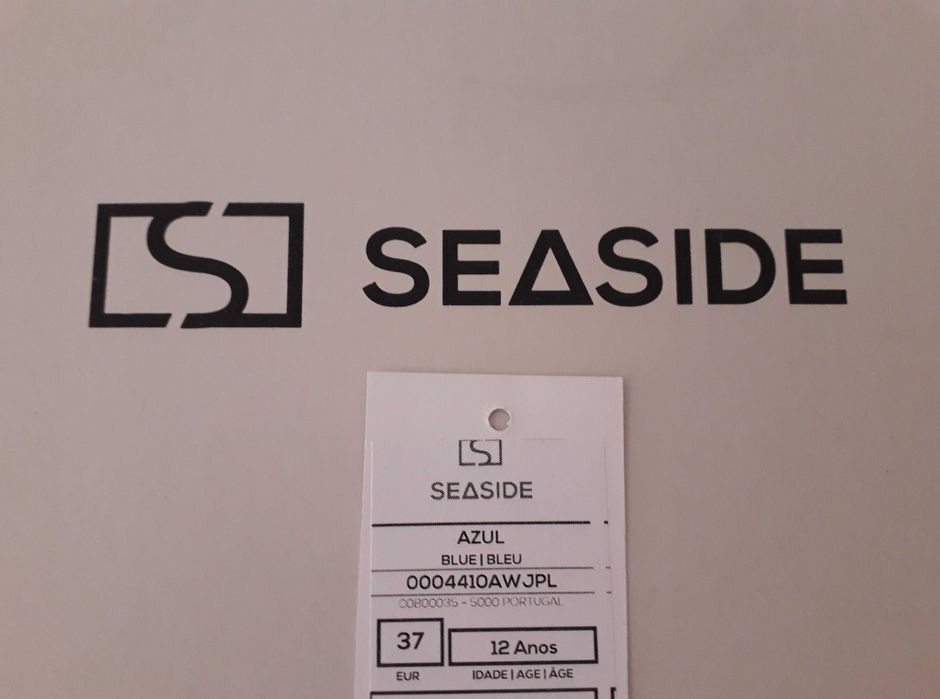 SEASIDE
SEASIDE
AZUL
BLUE | BLEU
0004410AWJPL
00800035 - 5000 PORTUGAL
37
12 Anos
EUR
IDADE | AGE | ÂGE